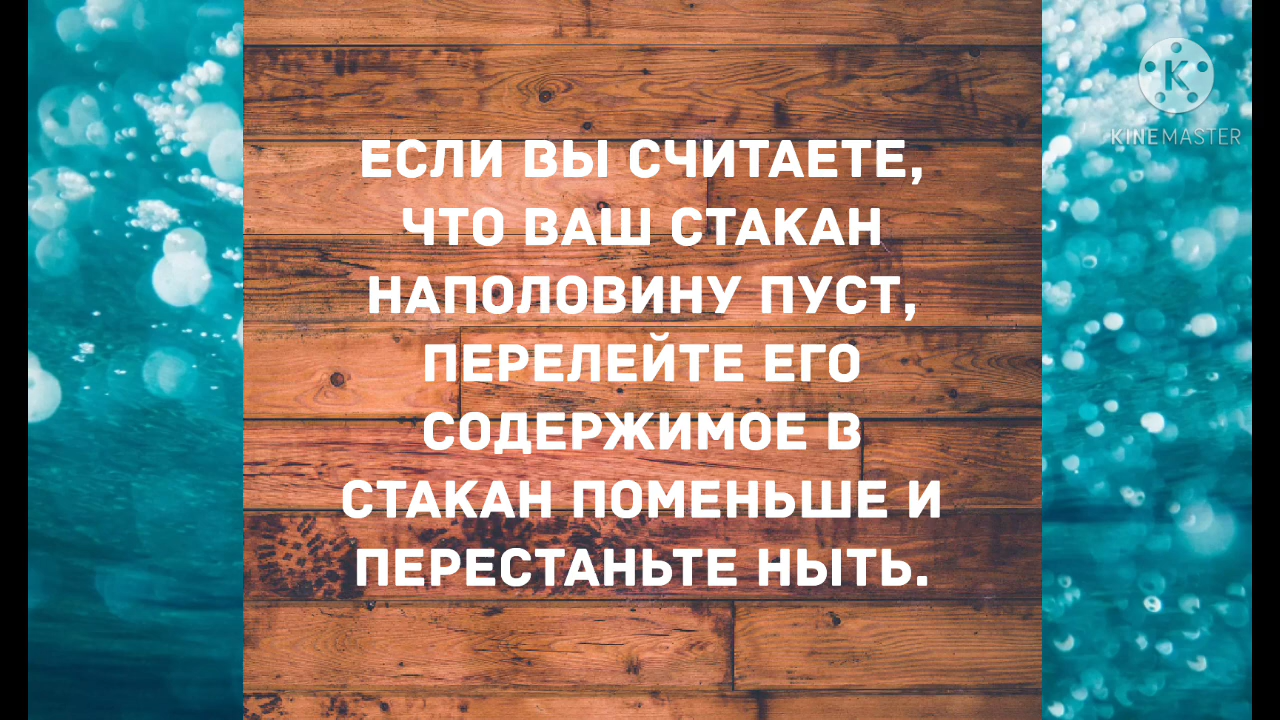 ЕСЛИ ВЫ СЧИТАЕТЕ,
ЧТО ВАШ СТАКАН
НАПОЛОВИНУ ПУСТ,
ПЕРЕЛЕЙТЕ ЕГО
СОДЕРЖИМОЕ В
СТАКАН ПОМЕНЬШЕ И
ПЕРЕСТАНЬТЕ НЫТЬ.
K
KINEMASTER